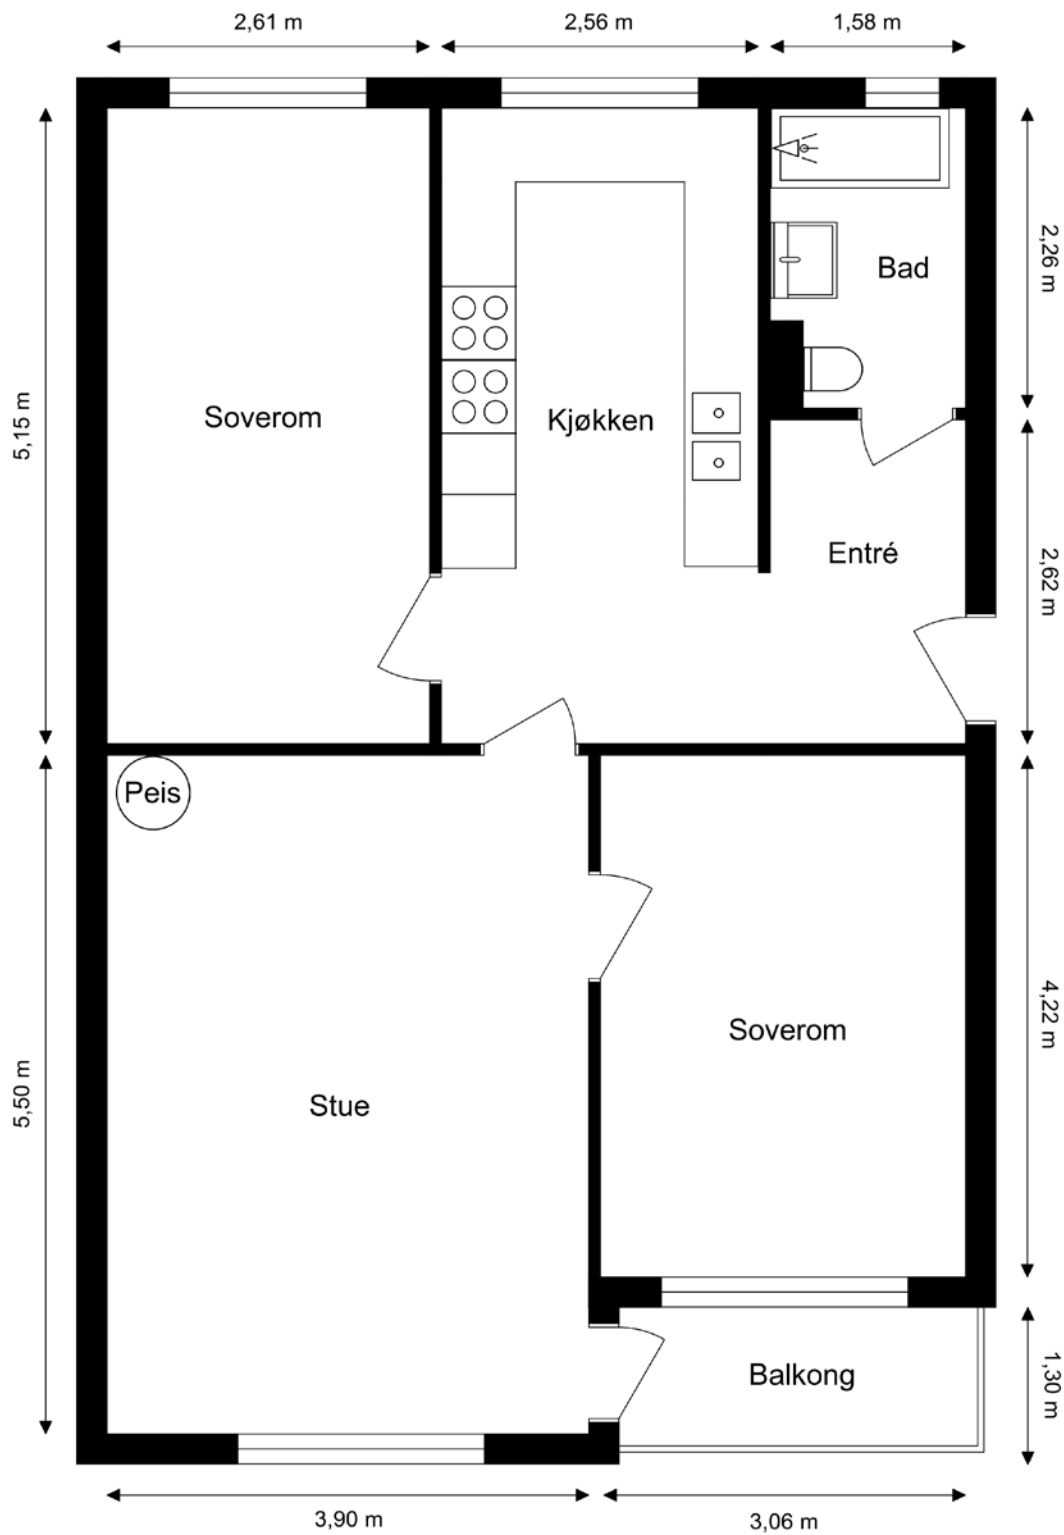 2,61 m
2,56 m
1,58 m
2,26 m
Bad
5,15 m
Soverom
Kjøkken
Entré
2,62 m
Peis
4,22 m
Soverom
5,50 m
Stue
Balkong
1,30 m
3,90 m
3,06 m